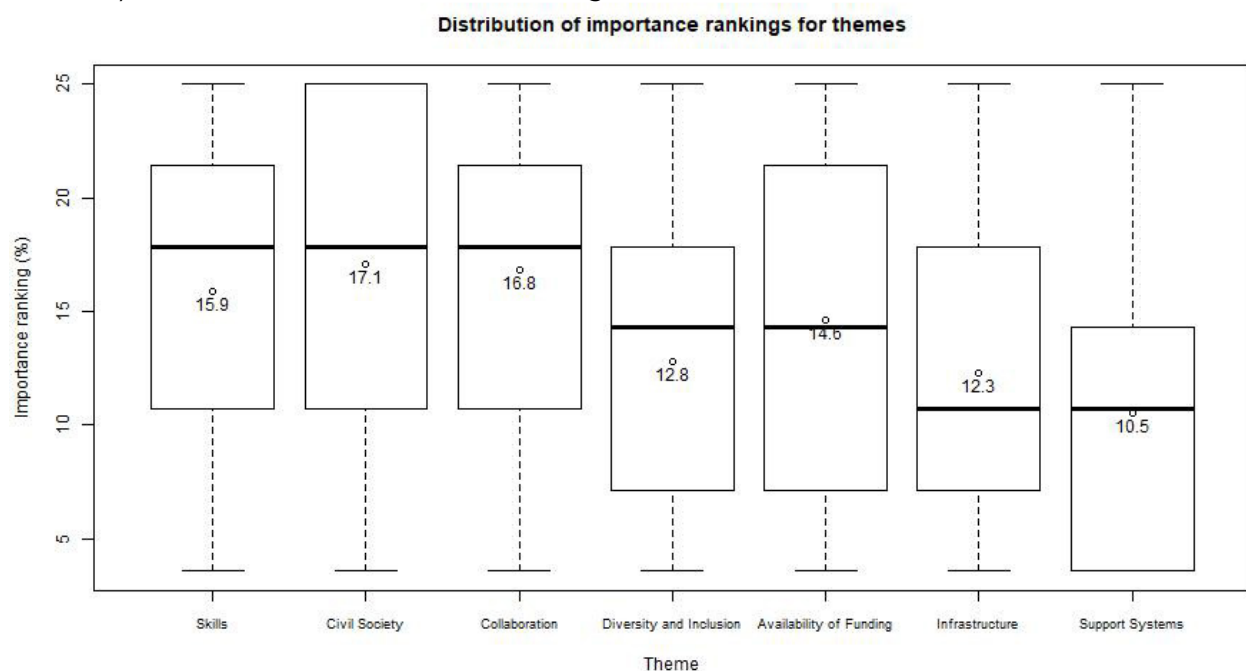 Distribution of importance rankings for themes
Importance ranking (%)
25
20
15
10
5
15.9
17.1
16.8
12.8
14.6
12.3
10.5
Skills
Civil Society
Collaboration
Diversity and Inclusion
Availability of Funding
Infrastructure
Support Systems
Theme